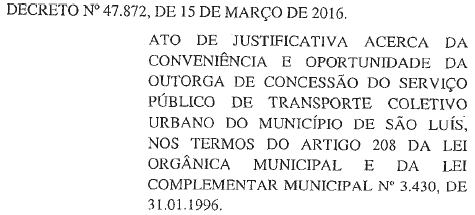 DECRETO Nº 47.872, DE 15 DE MARÇO DE 2016.
ATO DE JUSTIFICATIVA ACERCA DA
CONVENIÊNCIA E OPORTUNIDADE DA
OUTORGA DE CONCESSÃO DO SERVIÇO
PÚBLICO DE TRANSPORTE COLETIVO
URBANO DO MUNICÍPIO DE SÃO LUÍS,
NOS TERMOS DO ARTIGO 208 DA LEI
ORGÂNICA MUNICIPAL E DA LEI
COMPLEMENTAR MUNICIPAL Nº 3.430, DE
31.01.1996.